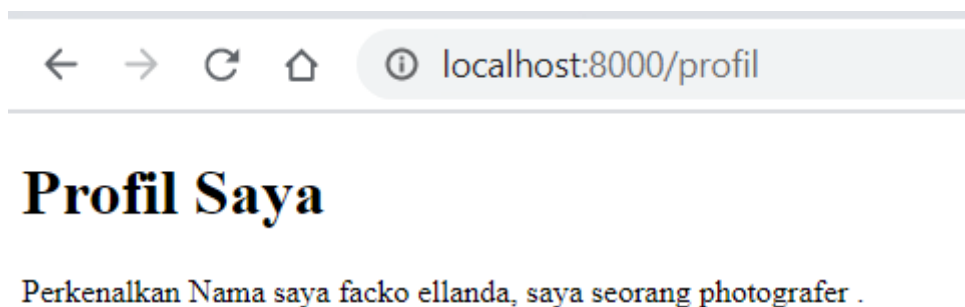 localhost:8000/profil
Profil Saya
Perkenalkan Nama saya facko ellanda, saya seorang photografer .